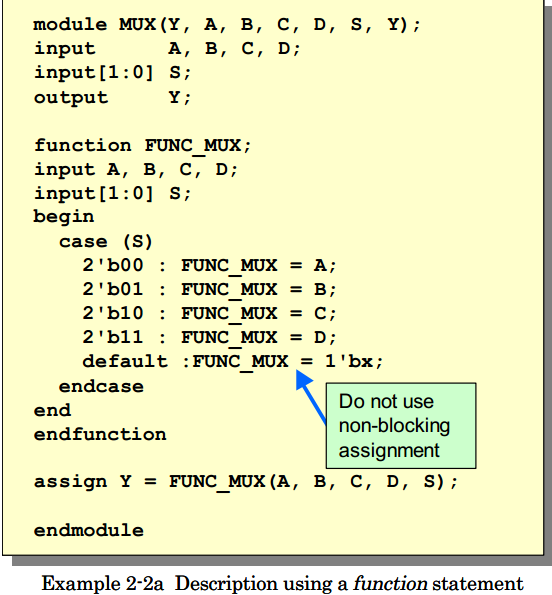 module MUX(Y, A, B, C, D, S, Y);
input A, B, C, D;
input[1:0] S;
output Y;
function FUNC_MUX;
input A, B, C, D;
input[1:0] S;
begin
case (S)
2'b00 : FUNC_MUX = A;
2'b01 : FUNC_MUX = B;
2'b10 : FUNC_MUX = C;
2'b11 : FUNC_MUX = D;
default :FUNC_MUX = 1'bx;
endcase
end
endfunction
Do not use
non-blocking
assignment
assign Y = FUNC_MUX(A, B, C, D, S);
endmodule
Example 2-2a Description using a function statement